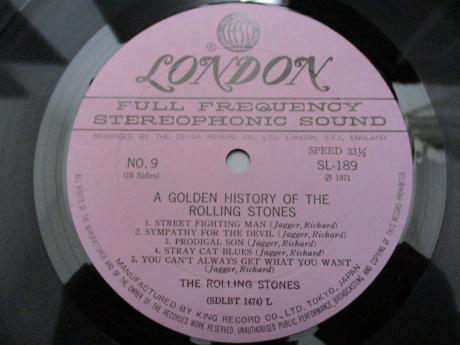 ffss
® LONDON
FULL FREQUENCY
STEREOPHONIC SOUND
RECORDED BY THE DECCA RECORD CO., LTD. LONDON, S.E.I., ENGLAND
SPEED 33⅓
NO. 9 SL-189
(10 Sides) ℗ 1971
A GOLDEN HISTORY OF THE
ROLLING STONES
1. STREET FIGHTING MAN (Jagger, Richard)
2. SYMPATHY FOR THE DEVIL (Jagger, Richard)
3. PRODIGAL SON (Jagger, Richard)
4. STRAY CAT BLUES (Jagger, Richard)
5. YOU CAN'T ALWAYS GET WHAT YOU WANT
(Jagger, Richard)
THE ROLLING STONES
(SDLBT 1474) L
MANUFACTURED BY KING RECORD CO., LTD. TOKYO, JAPAN
ALL RIGHTS OF THE MANUFACTURER AND OF THE OWNER OF THE RECORDED WORK RESERVED, UNAUTHORISED PUBLIC PERFORMANCE, BROADCASTING AND COPYING OF THIS RECORD PROHIBITED